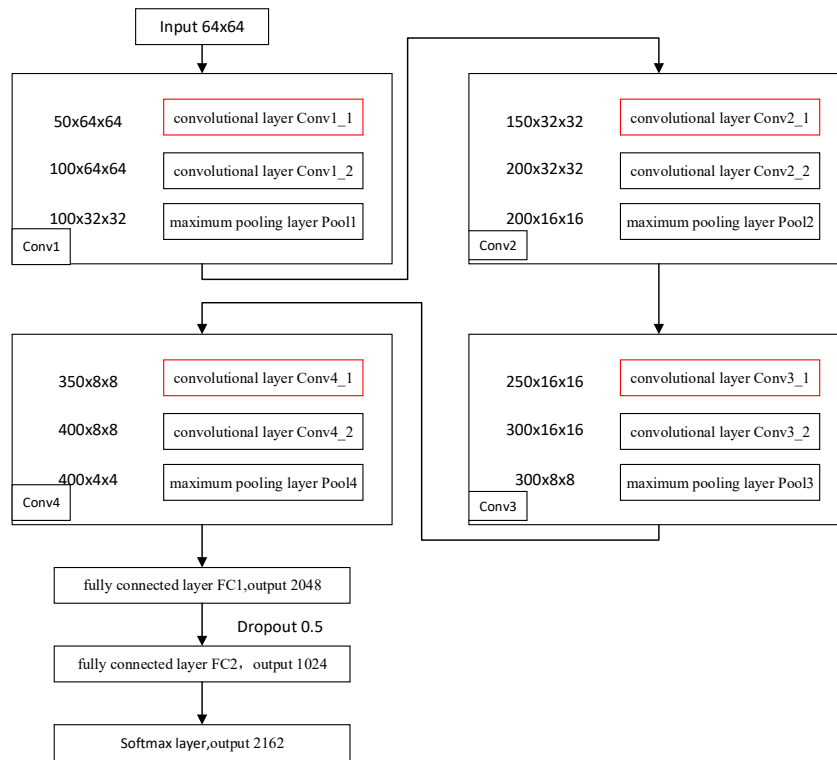 Input 64x64
50x64x64
convolutional layer Conv1_1
100x64x64
convolutional layer Conv1_2
100x32x32
maximum pooling layer Pool1
Conv1
150x32x32
convolutional layer Conv2_1
200x32x32
convolutional layer Conv2_2
200x16x16
maximum pooling layer Pool2
Conv2
250x16x16
convolutional layer Conv3_1
300x16x16
convolutional layer Conv3_2
300x8x8
maximum pooling layer Pool3
Conv3
350x8x8
convolutional layer Conv4_1
400x8x8
convolutional layer Conv4_2
400x4x4
maximum pooling layer Pool4
Conv4
fully connected layer FC1,output 2048
Dropout 0.5
fully connected layer FC2，output 1024
Softmax layer,output 2162